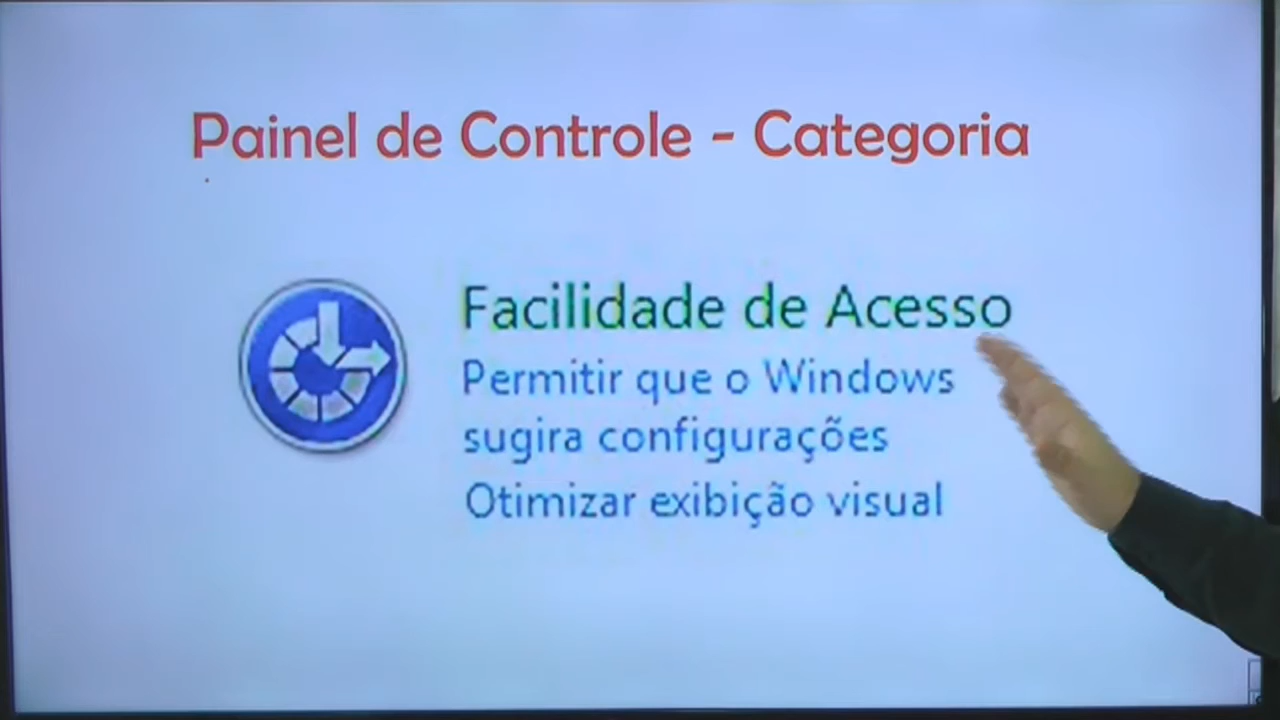 Painel de Controle - Categoria
Facilidade de Acesso
Permitir que o Windows
sugira configurações
Otimizar exibição visual